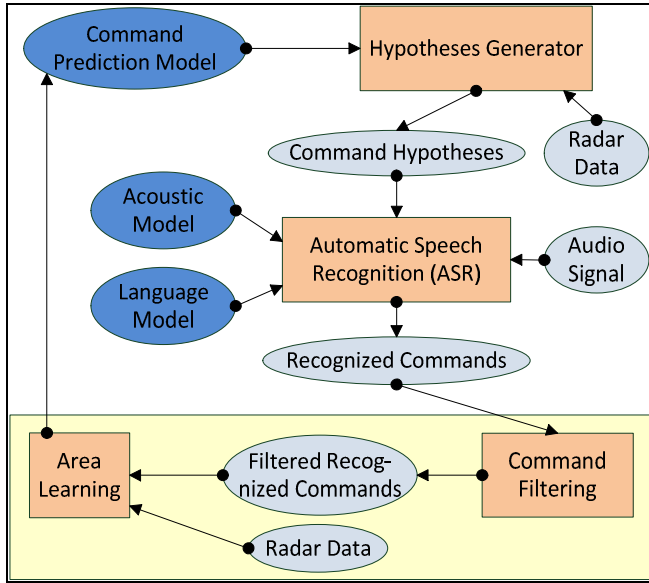 Command
Prediction Model
Hypotheses Generator
Command Hypotheses
Radar
Data
Acoustic
Model
Automatic Speech
Recognition (ASR)
Audio
Signal
Language
Model
Recognized Commands
Area
Learning
Filtered Recog-
nized Commands
Command
Filtering
Radar Data